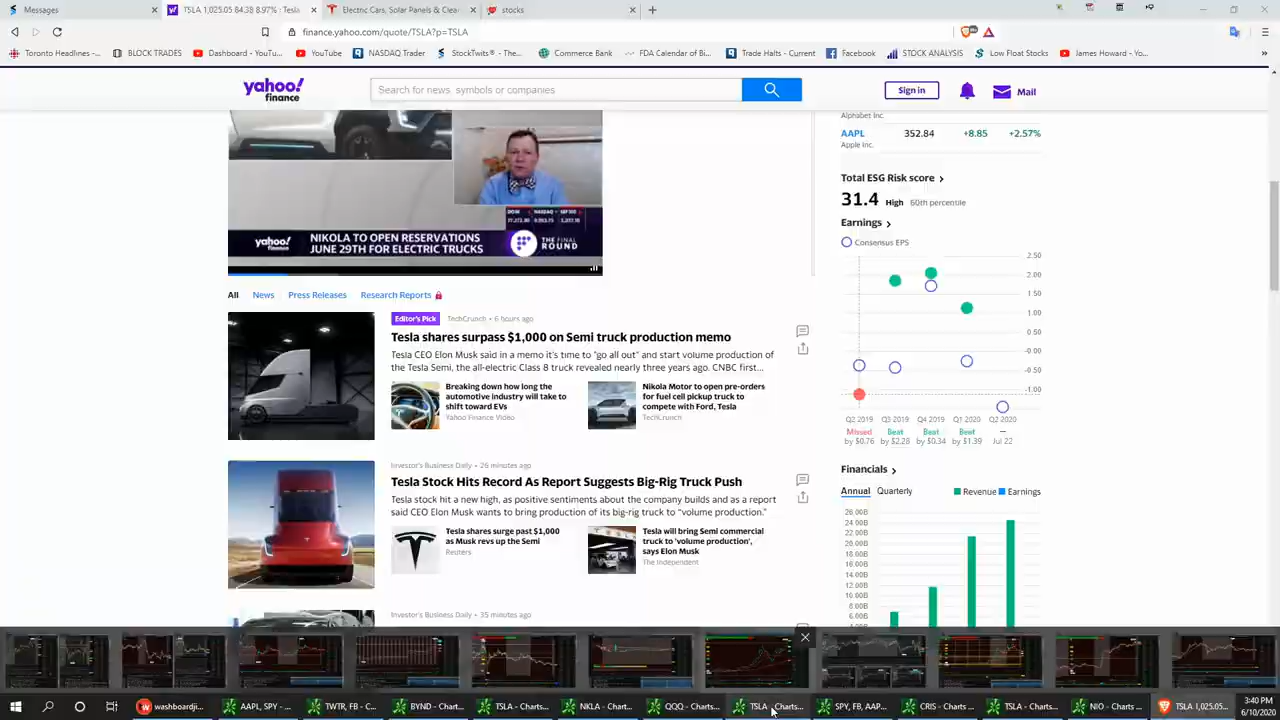 Messages
TSLA 1,025.05 84.38 8.97% : Yahoo
Electric Cars, Solar Panels & Clea
stocks
finance.yahoo.com/quote/TSLA?p=TSLA
Toronto Headlines -...
BLOCK TRADES
Dashboard - YouTu...
YouTube
NASDAQ Trader
StockTwits® - The...
Commerce Bank
FDA Calendar of Bi...
Trade Halts - Current
Facebook
STOCK ANALYSIS
Low Float Stocks
James Howard - Yo...
yahoo!
finance
Search for news, symbols or companies
Sign in
Mail
Alphabet Inc.
AAPL 352.84 +8.85 +2.57%
Apple Inc.
Total ESG Risk score
31.4 High 60th percentile
Earnings
Consensus EPS
2.50
2.00
1.50
1.00
0.50
-0.00
-0.50
-1.00
Q2 2019 Q3 2019 Q4 2019 Q1 2020 Q2 2020
Missed Beat Beat Beat —
by $0.76 by $2.28 by $0.34 by $1.39 Jul 22
Financials
Annual Quarterly Revenue Earnings
26.00B
24.00B
22.00B
20.00B
18.00B
16.00B
14.00B
12.00B
10.00B
8.00B
6.00B
DOW NASDAQ S&P 500
yahoo!
finance
NIKOLA TO OPEN RESERVATIONS
JUNE 29TH FOR ELECTRIC TRUCKS
THE FINAL
ROUND
All News Press Releases Research Reports
Editor's Pick TechCrunch • 6 hours ago
Tesla shares surpass $1,000 on Semi truck production memo
Tesla CEO Elon Musk said in a memo it's time to "go all out" and start volume production of
the Tesla Semi, the all-electric Class 8 truck revealed nearly three years ago. CNBC first...
Breaking down how long the
automotive industry will take to
shift toward EVs
Yahoo Finance Video
Nikola Motor to open pre-orders
for fuel cell pickup truck to
compete with Ford, Tesla
TechCrunch
Investor's Business Daily • 26 minutes ago
Tesla Stock Hits Record As Report Suggests Big-Rig Truck Push
Tesla stock hit a new high, as positive sentiments about the company builds and as a report
said CEO Elon Musk wants to bring production of its big-rig truck to "volume production."
Tesla shares surge past $1,000
as Musk revs up the Semi
Reuters
Tesla will bring Semi commercial
truck to 'volume production',
says Elon Musk
The Independent
Investor's Business Daily • 35 minutes ago
washboardji...
AAPL, SPY - ...
TWTR, FB - C...
BYND - Chart...
TSLA - Charts...
NKLA - Charts...
QQQ - Chart...
TSLA - Charts...
SPY, FB, AAP...
CRIS - Charts...
TSLA - Charts...
NIO - Charts ...
TSLA 1,025.05...
3:40 PM
6/10/2020